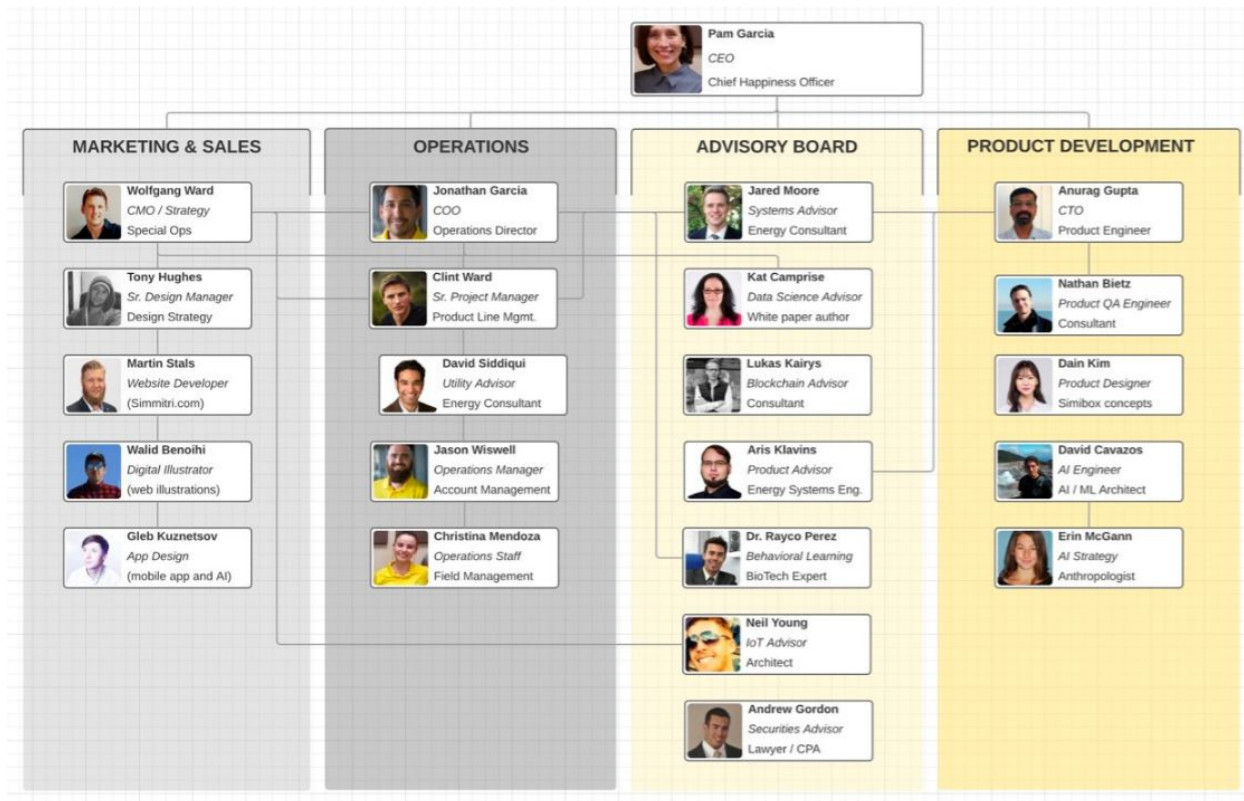 Pam Garcia
CEO
Chief Happiness Officer
MARKETING & SALES
Wolfgang Ward
CMO / Strategy
Special Ops
Tony Hughes
Sr. Design Manager
Design Strategy
Martin Stals
Website Developer
(Simmitri.com)
Walid Benoihi
Digital Illustrator
(web illustrations)
Gleb Kuznetsov
App Design
(mobile app and AI)
OPERATIONS
Jonathan Garcia
COO
Operations Director
Clint Ward
Sr. Project Manager
Product Line Mgmt.
David Siddiqui
Utility Advisor
Energy Consultant
Jason Wiswell
Operations Manager
Account Management
Christina Mendoza
Operations Staff
Field Management
ADVISORY BOARD
Jared Moore
Systems Advisor
Energy Consultant
Kat Camprise
Data Science Advisor
White paper author
Lukas Kairys
Blockchain Advisor
Consultant
Aris Klavins
Product Advisor
Energy Systems Eng.
Dr. Rayco Perez
Behavioral Learning
BioTech Expert
Neil Young
IoT Advisor
Architect
Andrew Gordon
Securities Advisor
Lawyer / CPA
PRODUCT DEVELOPMENT
Anurag Gupta
CTO
Product Engineer
Nathan Bietz
Product QA Engineer
Consultant
Dain Kim
Product Designer
Simibox concepts
David Cavazos
AI Engineer
AI / ML Architect
Erin McGann
AI Strategy
Anthropologist